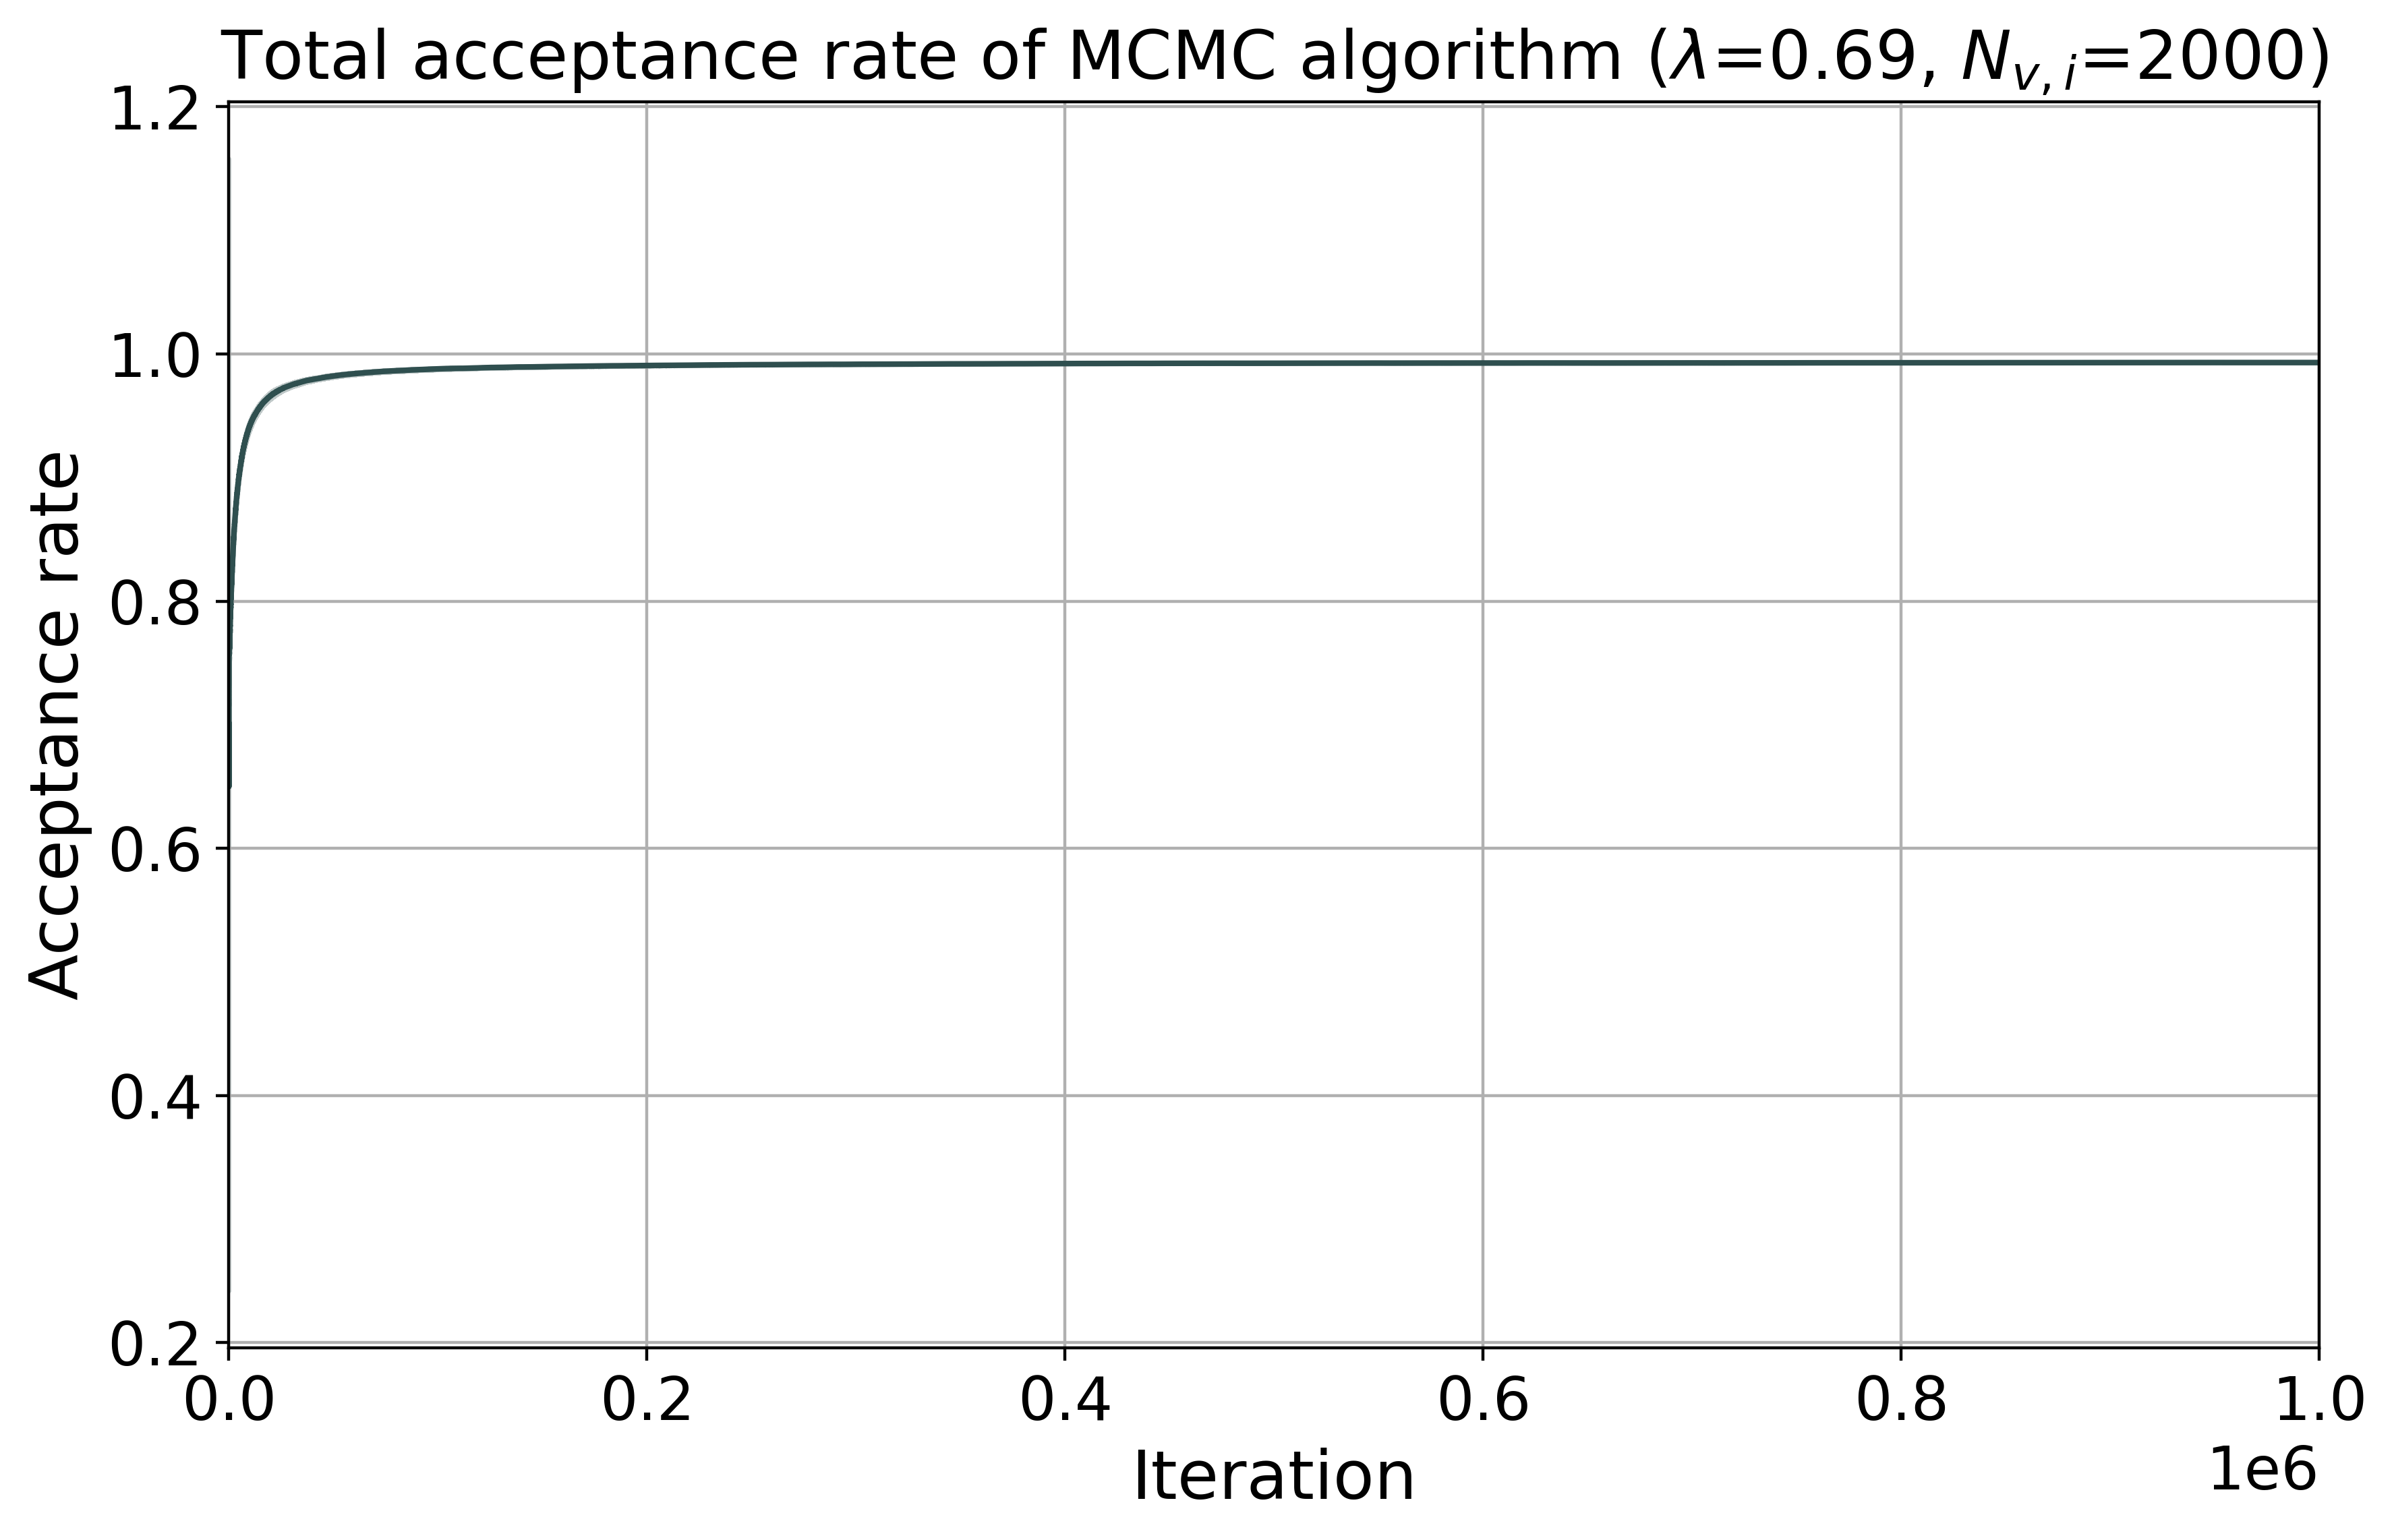 Total acceptance rate of MCMC algorithm (λ=0.69, N_{v, i}=2000)
1.2
1.0
0.8
0.6
0.4
0.2
Acceptance rate
0.0 0.2 0.4 0.6 0.8 1.0
1e6
Iteration